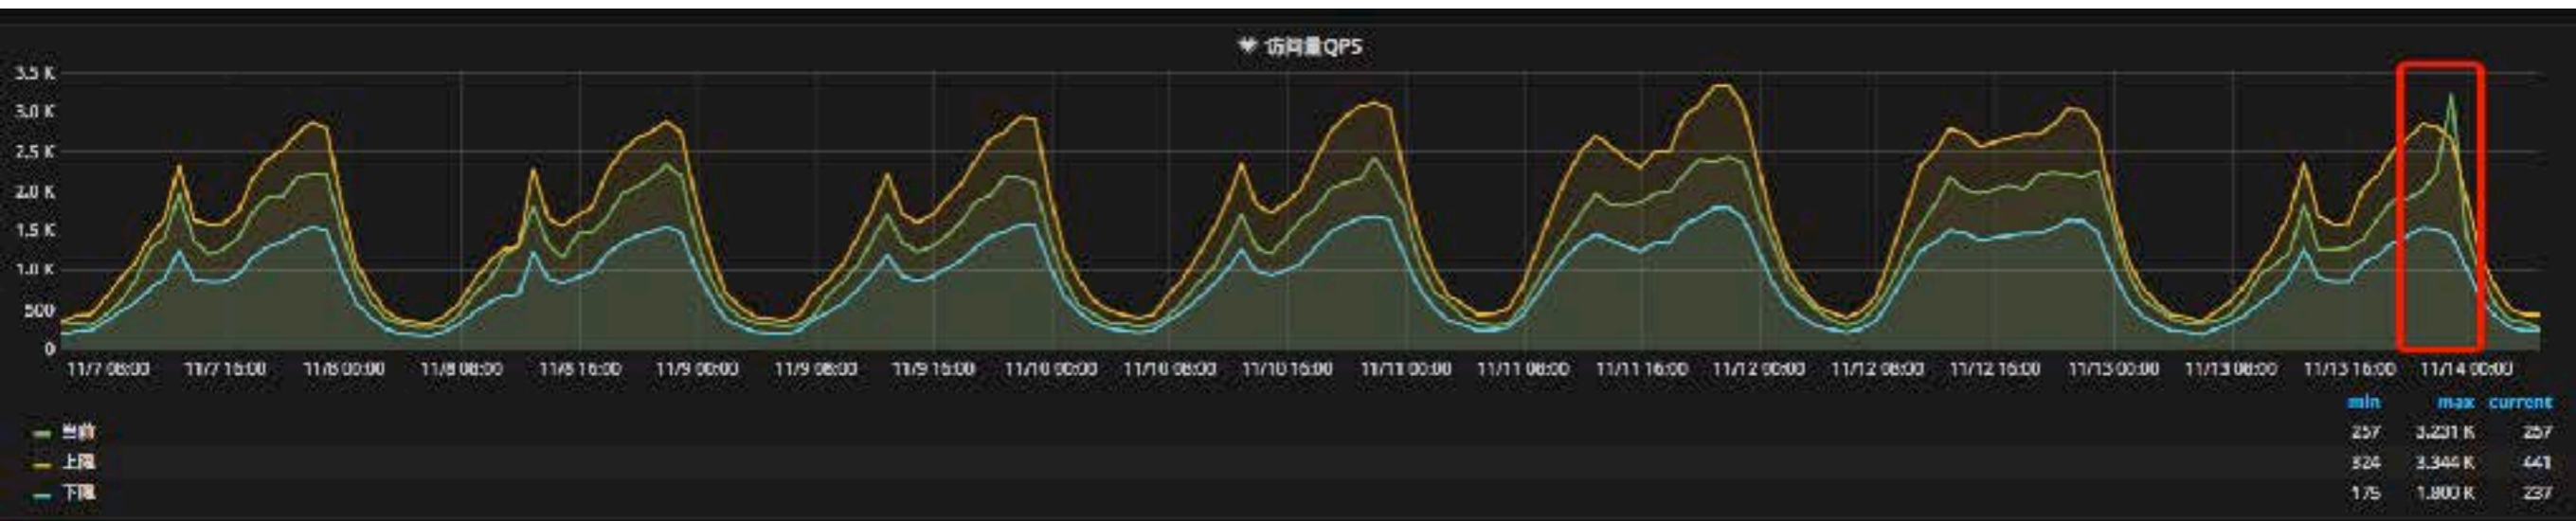 访问量QPS
3.5 K
3.0 K
2.5 K
2.0 K
1.5 K
1.0 K
500
0
11/7 08:00 11/7 16:00 11/8 00:00 11/8 08:00 11/8 16:00 11/9 00:00 11/9 08:00 11/9 16:00 11/10 00:00 11/10 08:00 11/10 16:00 11/11 00:00 11/11 08:00 11/11 16:00 11/12 00:00 11/12 08:00 11/12 16:00 11/13 00:00 11/13 08:00 11/13 16:00 11/14 00:00
min max current
当前 257 3.231 K 257
上限 324 3.344 K 441
下限 175 1.800 K 237